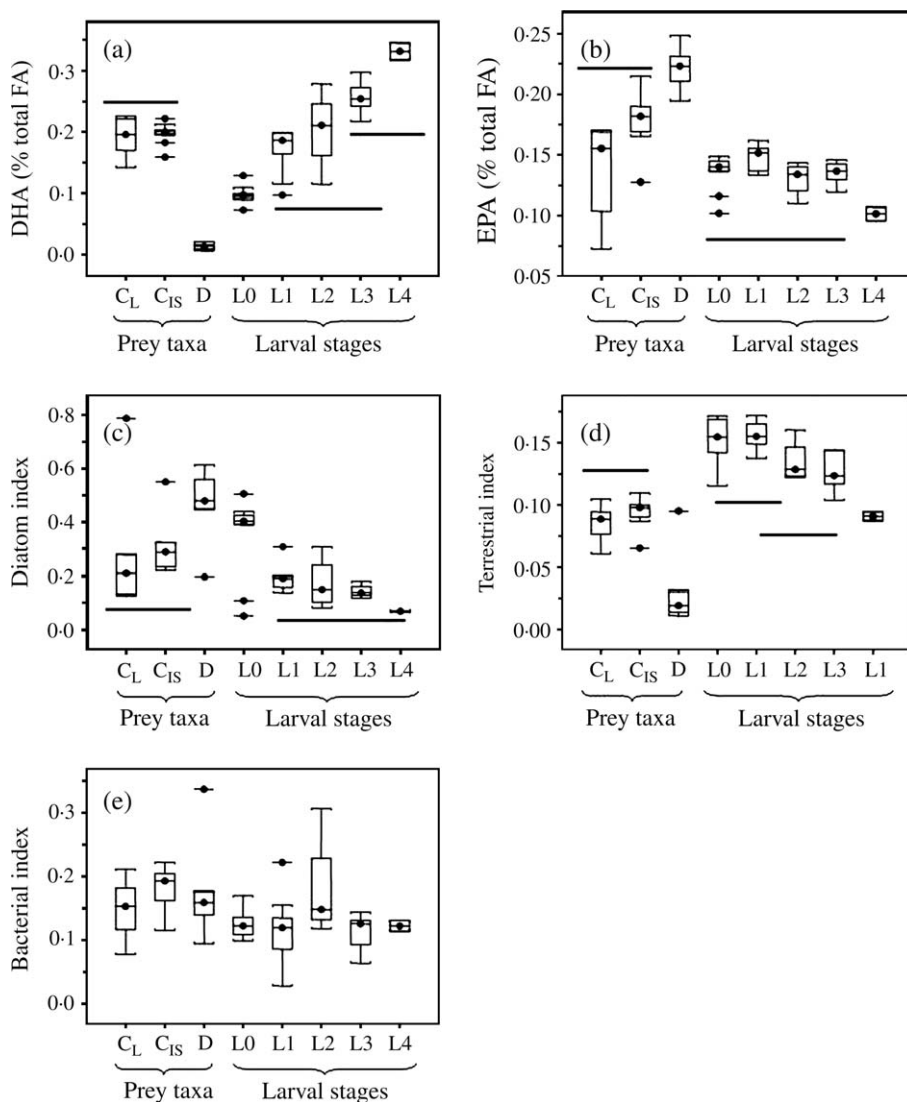 (a)
DHA (% total FA)
0·3
0·2
0·1
0·0
C_L C_IS D L0 L1 L2 L3 L4
Prey taxa Larval stages
(b)
EPA (% total FA)
0·25
0·20
0·15
0·10
0·05
C_L C_IS D L0 L1 L2 L3 L4
Prey taxa Larval stages
(c)
Diatom index
0·8
0·6
0·4
0·2
0·0
C_L C_IS D L0 L1 L2 L3 L4
Prey taxa Larval stages
(d)
Terrestrial index
0·15
0·10
0·05
0·00
C_L C_IS D L0 L1 L2 L3 L1
Prey taxa Larval stages
(e)
Bacterial index
0·3
0·2
0·1
0·0
C_L C_IS D L0 L1 L2 L3 L4
Prey taxa Larval stages